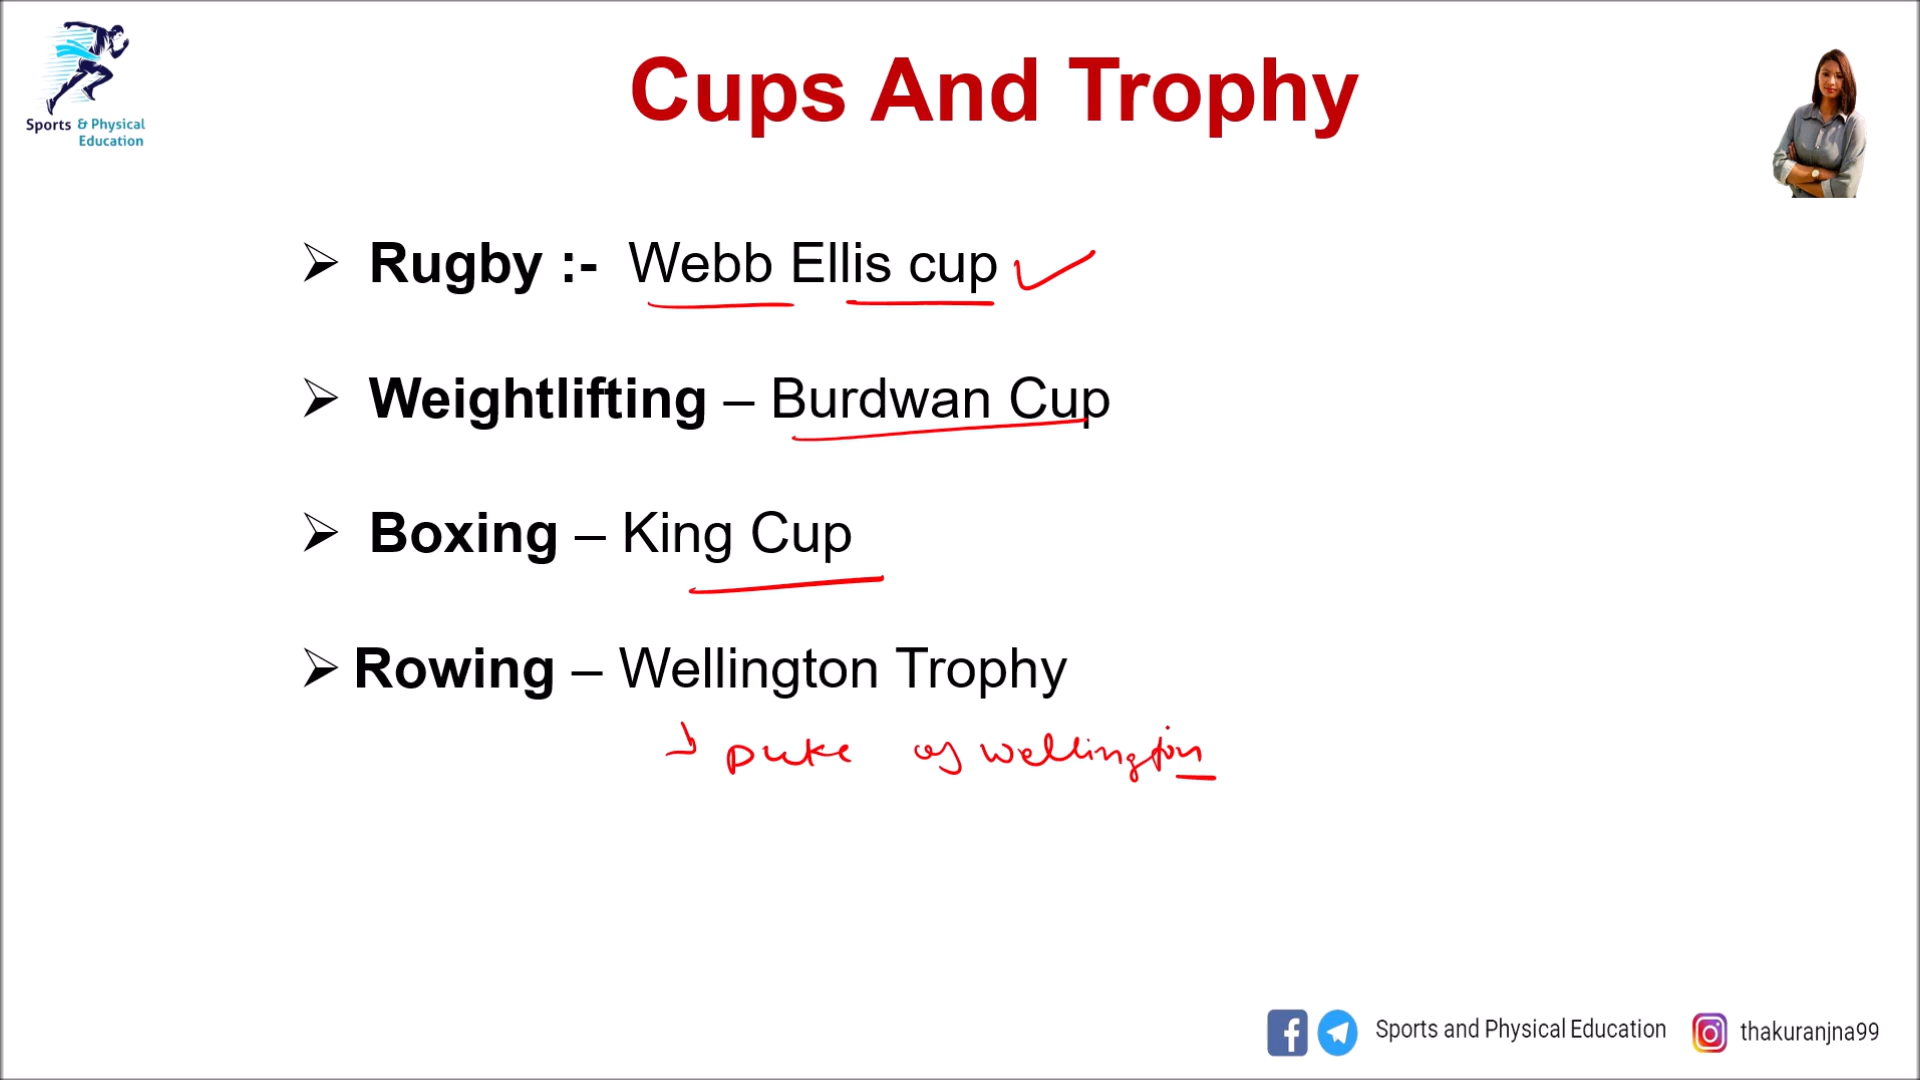 Cups And Trophy
Sports & Physical
Education
➢ Rugby :- Webb Ellis cup
➢ Weightlifting – Burdwan Cup
➢ Boxing – King Cup
➢ Rowing – Wellington Trophy
Duke of wellington
Sports and Physical Education thakuranjna99